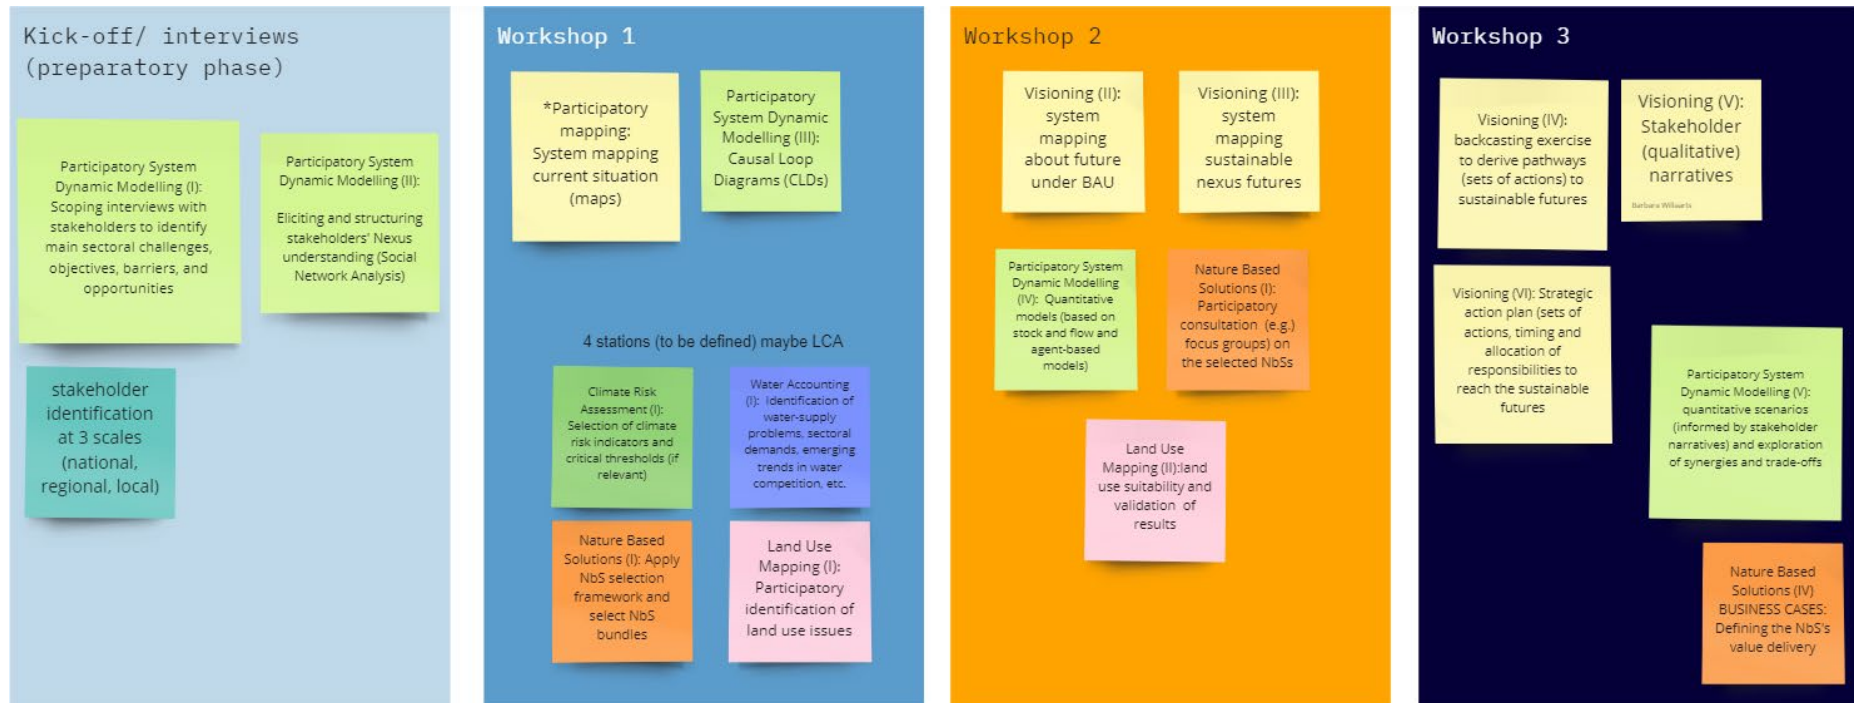 Kick-off/ interviews
(preparatory phase)
Participatory System
Dynamic Modelling (I):
Scoping interviews with
stakeholders to identify
main sectoral challenges,
objectives, barriers, and
opportunities
Participatory System
Dynamic Modelling (II):
Eliciting and structuring
stakeholders' Nexus
understanding (Social
Network Analysis)
stakeholder
identification
at 3 scales
(national,
regional, local)
Workshop 1
*Participatory
mapping:
System mapping
current situation
(maps)
Participatory
System Dynamic
Modelling (III):
Causal Loop
Diagrams (CLDs)
4 stations (to be defined) maybe LCA
Climate Risk
Assessment (I):
Selection of climate
risk indicators and
critical thresholds (if
relevant)
Water Accounting
(I): Identification of
water-supply
problems, sectoral
demands, emerging
trends in water
competition, etc.
Nature Based
Solutions (I): Apply
NbS selection
framework and
select NbS
bundles
Land Use
Mapping (I):
Participatory
identification of
land use issues
Workshop 2
Visioning (II):
system
mapping
about future
under BAU
Visioning (III):
system
mapping
sustainable
nexus futures
Participatory System
Dynamic Modelling
(IV): Quantitative
models (based on
stock and flow and
agent-based
models)
Nature Based
Solutions (I):
Participatory
consultation (e.g.)
focus groups) on
the selected NbSs
Land Use
Mapping (II):land
use suitability and
validation of
results
Workshop 3
Visioning (IV):
backcasting exercise
to derive pathways
(sets of actions) to
sustainable futures
Visioning (V):
Stakeholder
(qualitative)
narratives
Barbara Willaarts
Visioning (VI): Strategic
action plan (sets of
actions, timing and
allocation of
responsibilities to
reach the sustainable
futures
Participatory System
Dynamic Modelling (V):
quantitative scenarios
(informed by stakeholder
narratives) and exploration
of synergies and trade-offs
Nature Based
Solutions (IV)
BUSINESS CASES:
Defining the NbS's
value delivery